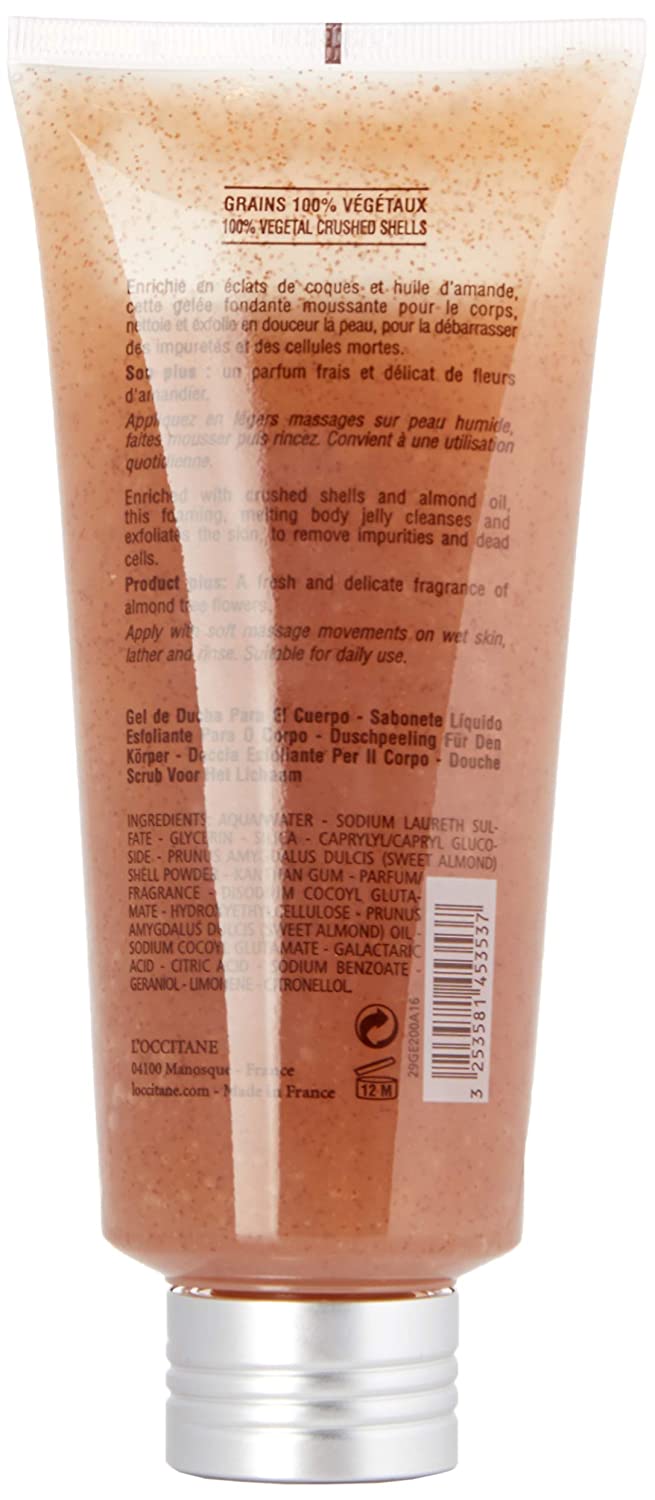 GRAINS 100% VÉGÉTAUX
100% VEGETAL CRUSHED SHELLS
Enrichie en éclats de coques et huile d'amande,
cette gelée fondante moussante pour le corps,
nettoie et exfolie en douceur la peau, pour la débarrasser
des impuretés et des cellules mortes.
Son plus : un parfum frais et délicat de fleurs
d'amandier.
Appliquez en légers massages sur peau humide,
faites mousser puis rincez. Convient à une utilisation
quotidienne.
Enriched with crushed shells and almond oil,
this foaming, melting body jelly cleanses and
exfoliates the skin, to remove impurities and dead
cells.
Product plus: A fresh and delicate fragrance of
almond tree flowers.
Apply with soft massage movements on wet skin,
lather and rinse. Suitable for daily use.
Gel de Ducha Para El Cuerpo - Sabonete Líquido
Esfoliante Para O Corpo - Duschpeeling Für Den
Körper - Doccia Esfoliante Per Il Corpo - Douche
Scrub Voor Het Lichaam
INGREDIENTS: AQUA/WATER - SODIUM LAURETH SUL-
FATE - GLYCERIN - SILICA - CAPRYLYL/CAPRYL GLUCO-
SIDE - PRUNUS AMYGDALUS DULCIS (SWEET ALMOND)
SHELL POWDER - XANTHAN GUM - PARFUM/
FRAGRANCE - DISODIUM COCOYL GLUTA-
MATE - HYDROXYETHYLCELLULOSE - PRUNUS
AMYGDALUS DULCIS (SWEET ALMOND) OIL -
SODIUM COCOYL GLUTAMATE - GALACTARIC
ACID - CITRIC ACID - SODIUM BENZOATE -
GERANIOL - LIMONENE - CITRONELLOL.
L'OCCITANE
04100 Manosque - France
loccitane.com - Made in France
12 M
29GE200A16
3 253581 453537